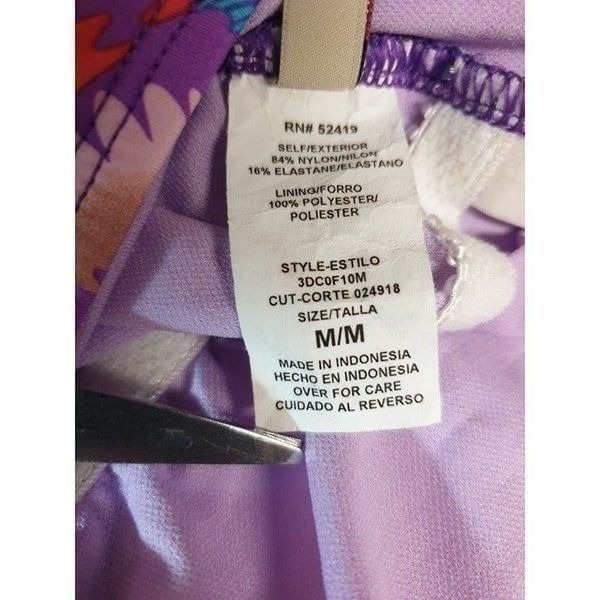 RN# 52419
SELF/EXTERIOR
84% NYLON/NILON
16% ELASTANE/ELASTANO
LINING/FORRO
100% POLYESTER/
POLIESTER
STYLE-ESTILO
3DC0F10M
CUT-CORTE 024918
SIZE/TALLA
M/M
MADE IN INDONESIA
HECHO EN INDONESIA
OVER FOR CARE
CUIDADO AL REVERSO